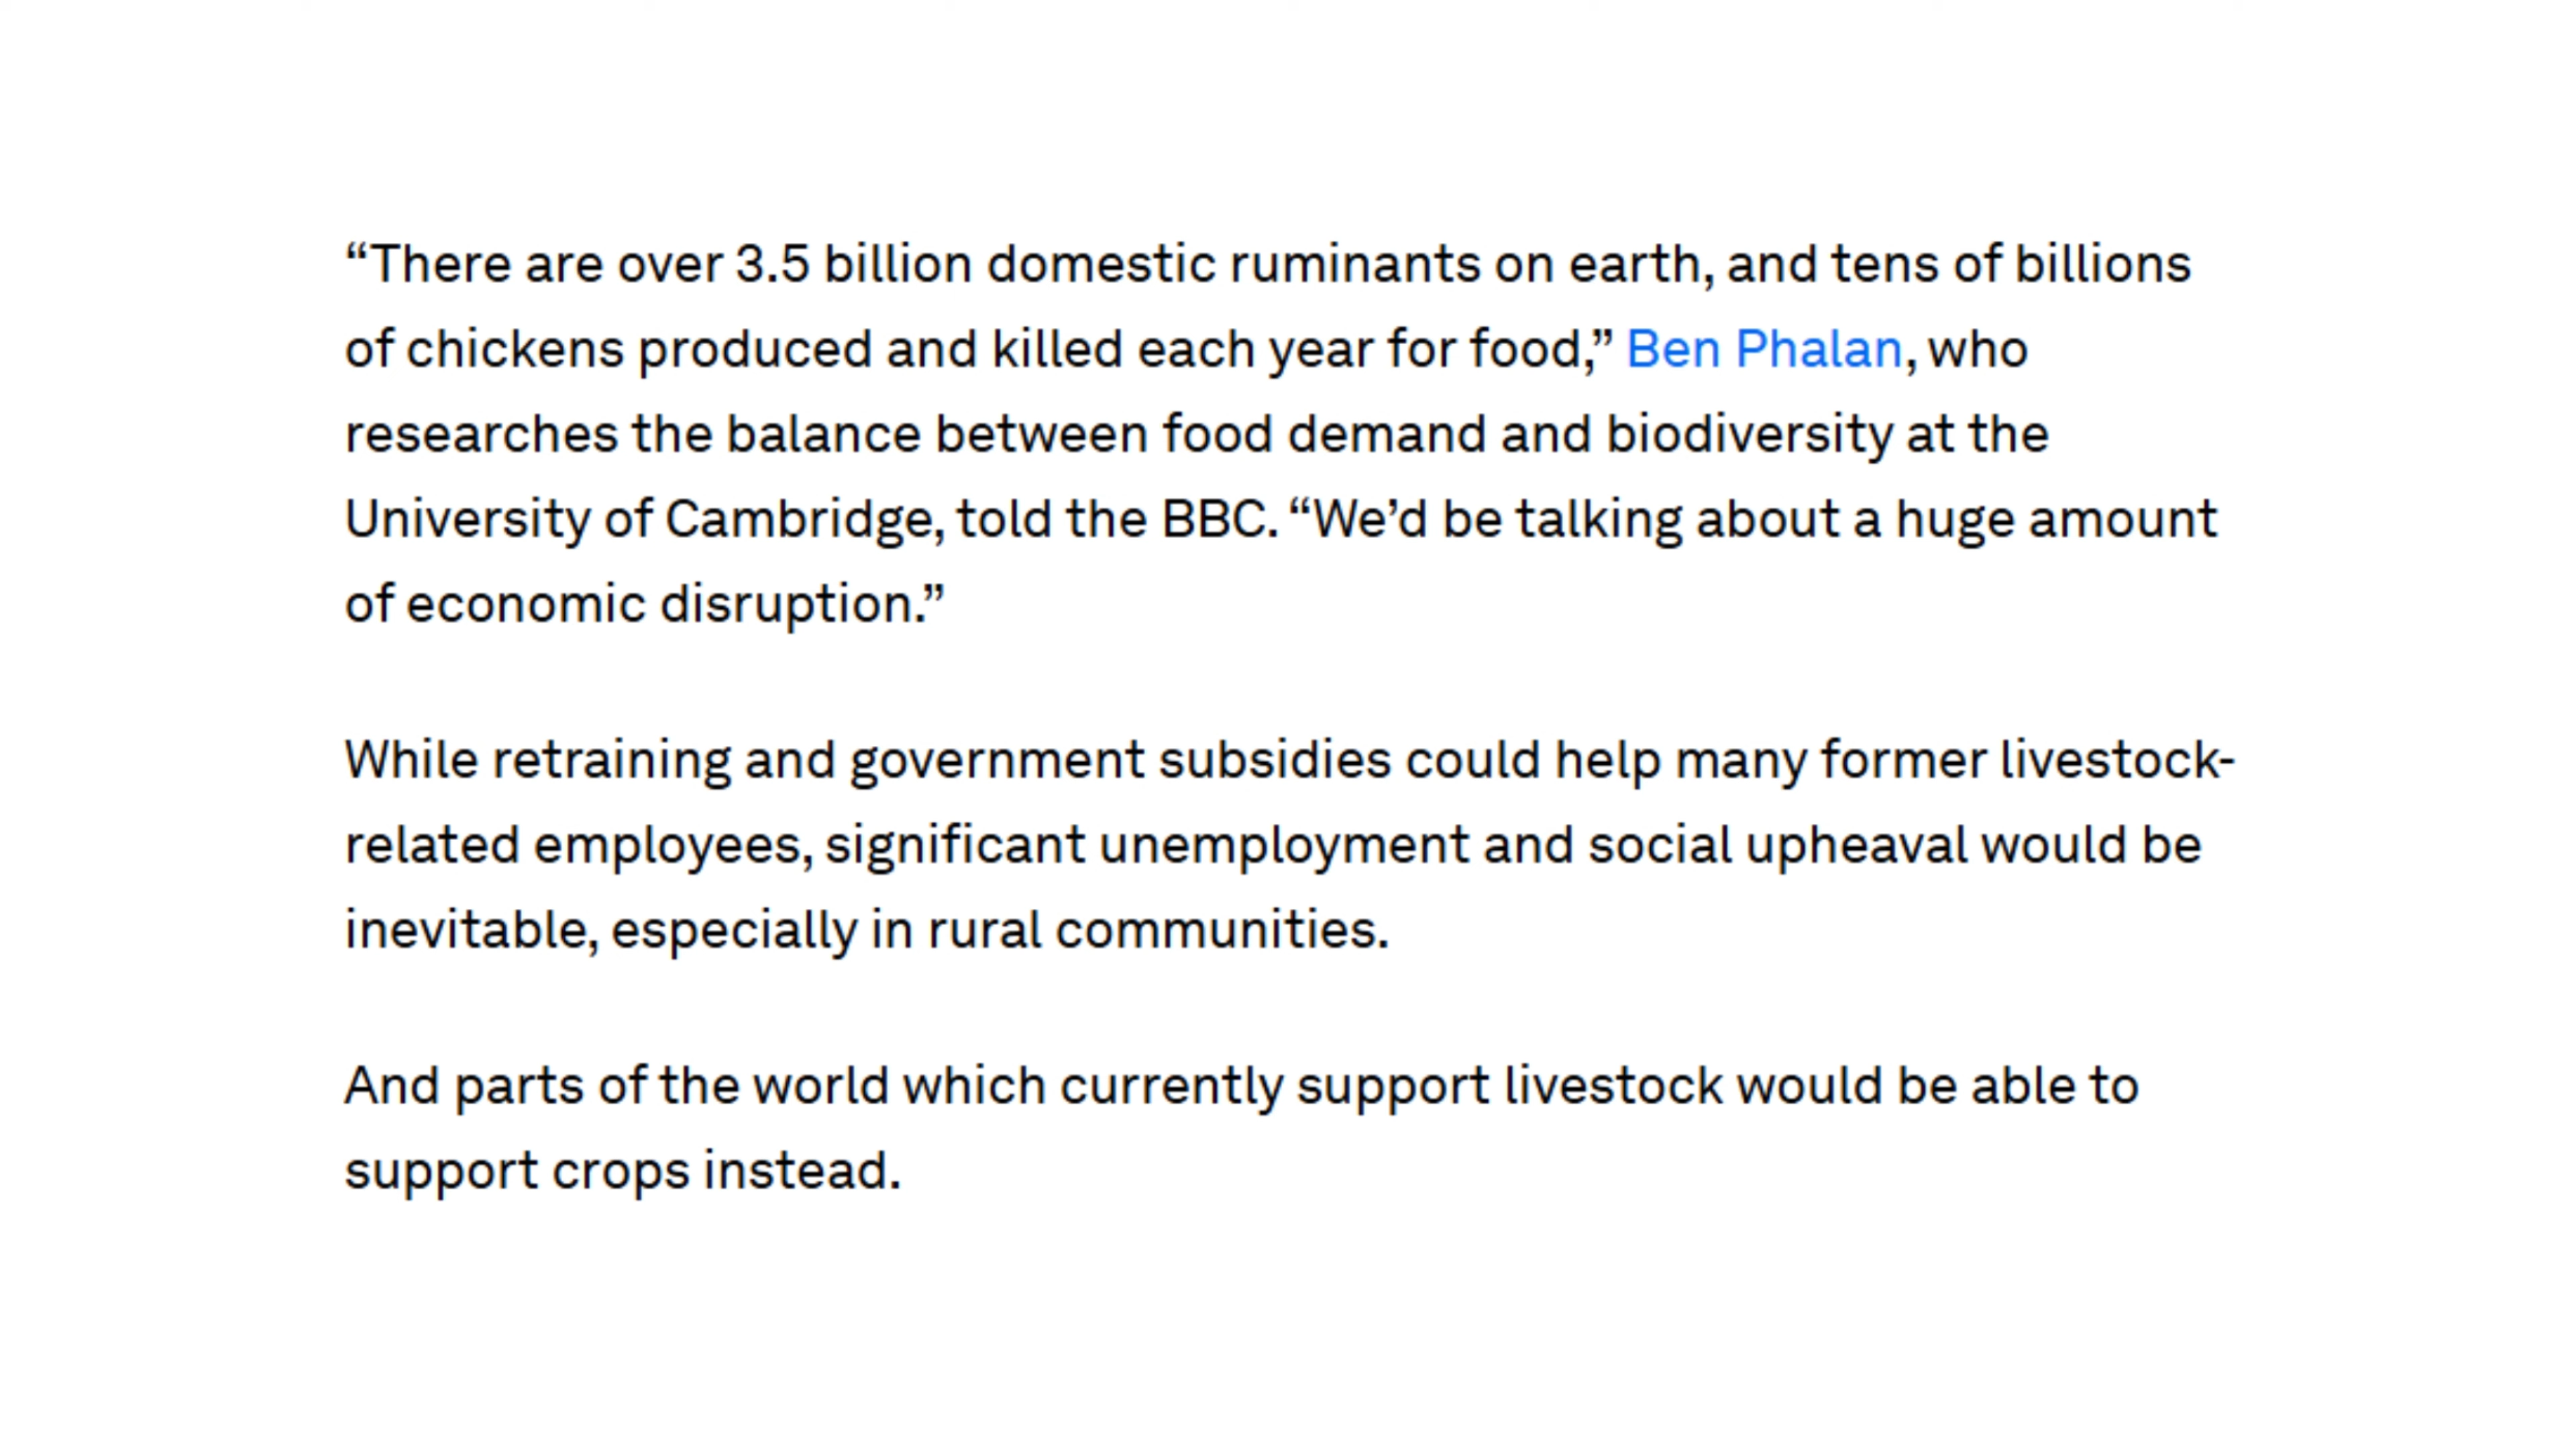 “There are over 3.5 billion domestic ruminants on earth, and tens of billions
of chickens produced and killed each year for food,” Ben Phalan, who
researches the balance between food demand and biodiversity at the
University of Cambridge, told the BBC. “We’d be talking about a huge amount
of economic disruption.”
While retraining and government subsidies could help many former livestock-
related employees, significant unemployment and social upheaval would be
inevitable, especially in rural communities.
And parts of the world which currently support livestock would be able to
support crops instead.